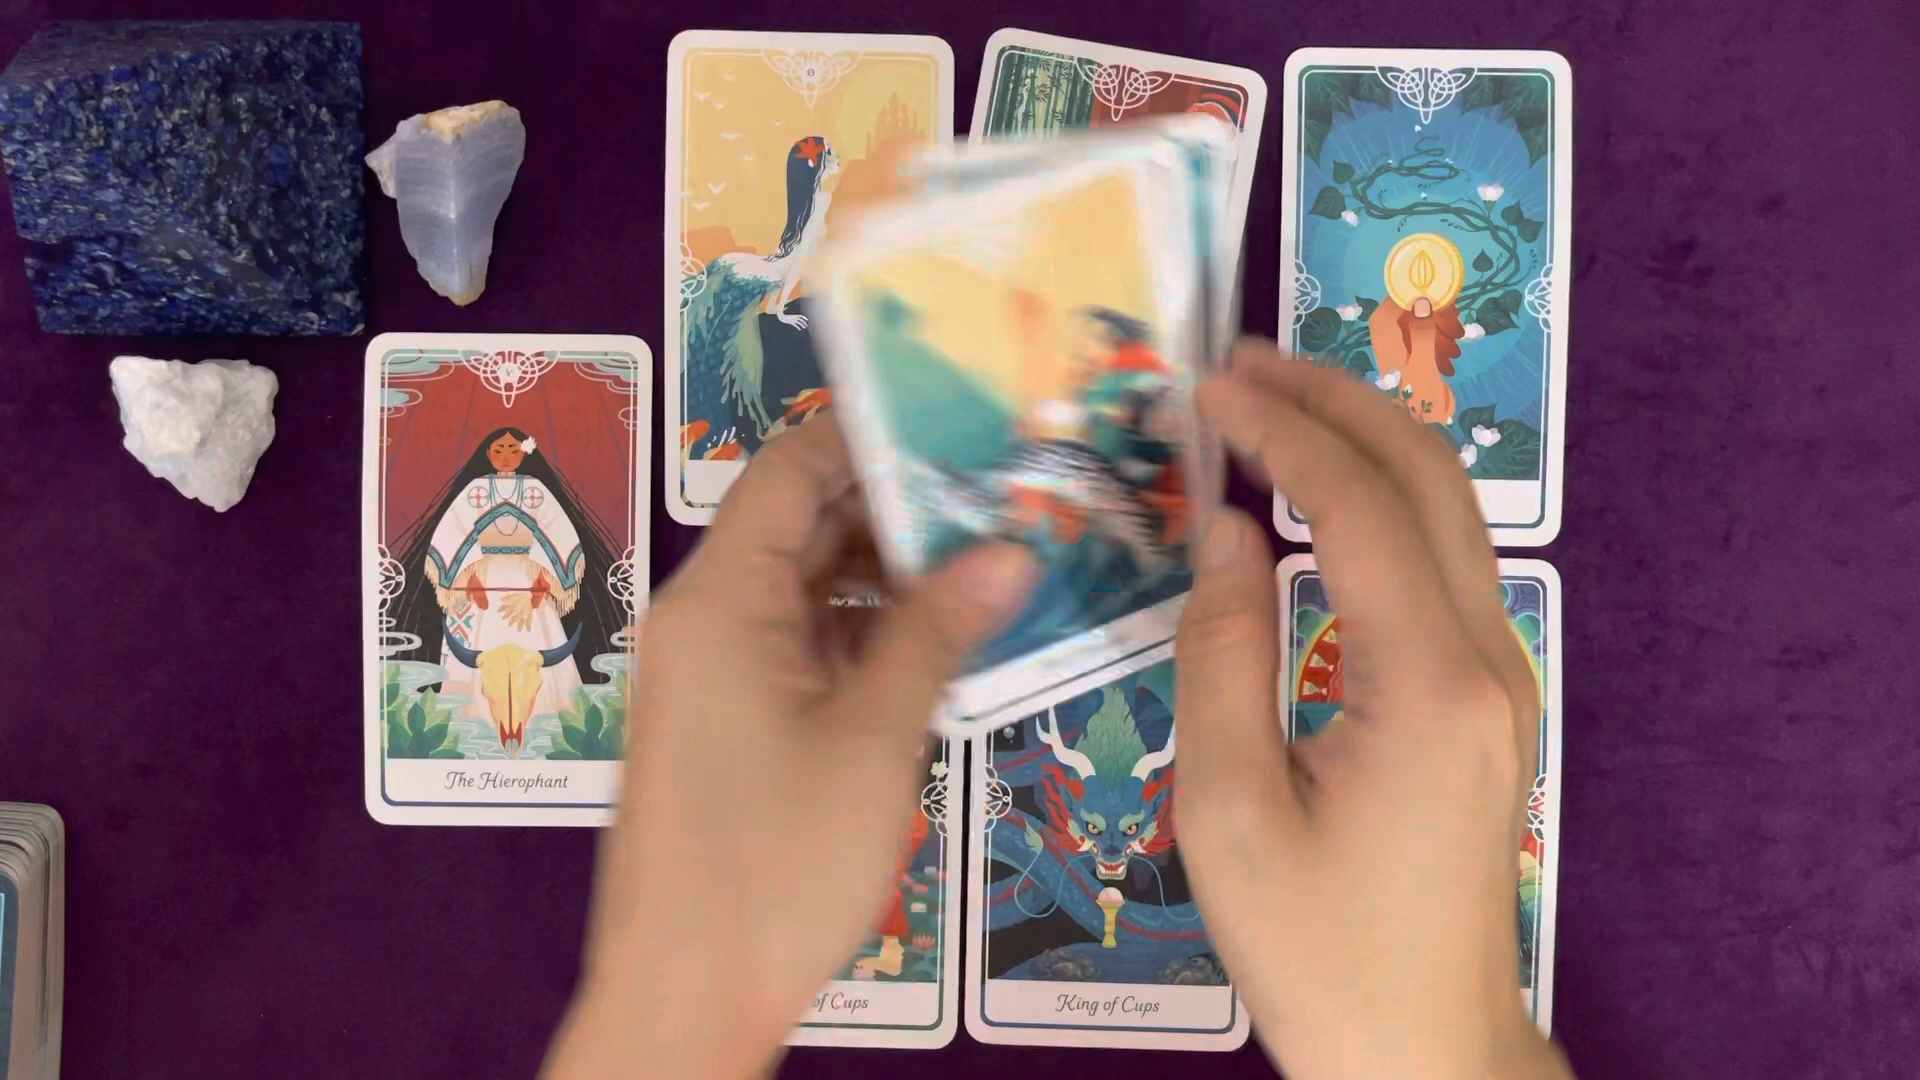 The Hierophant
of Cups
King of Cups